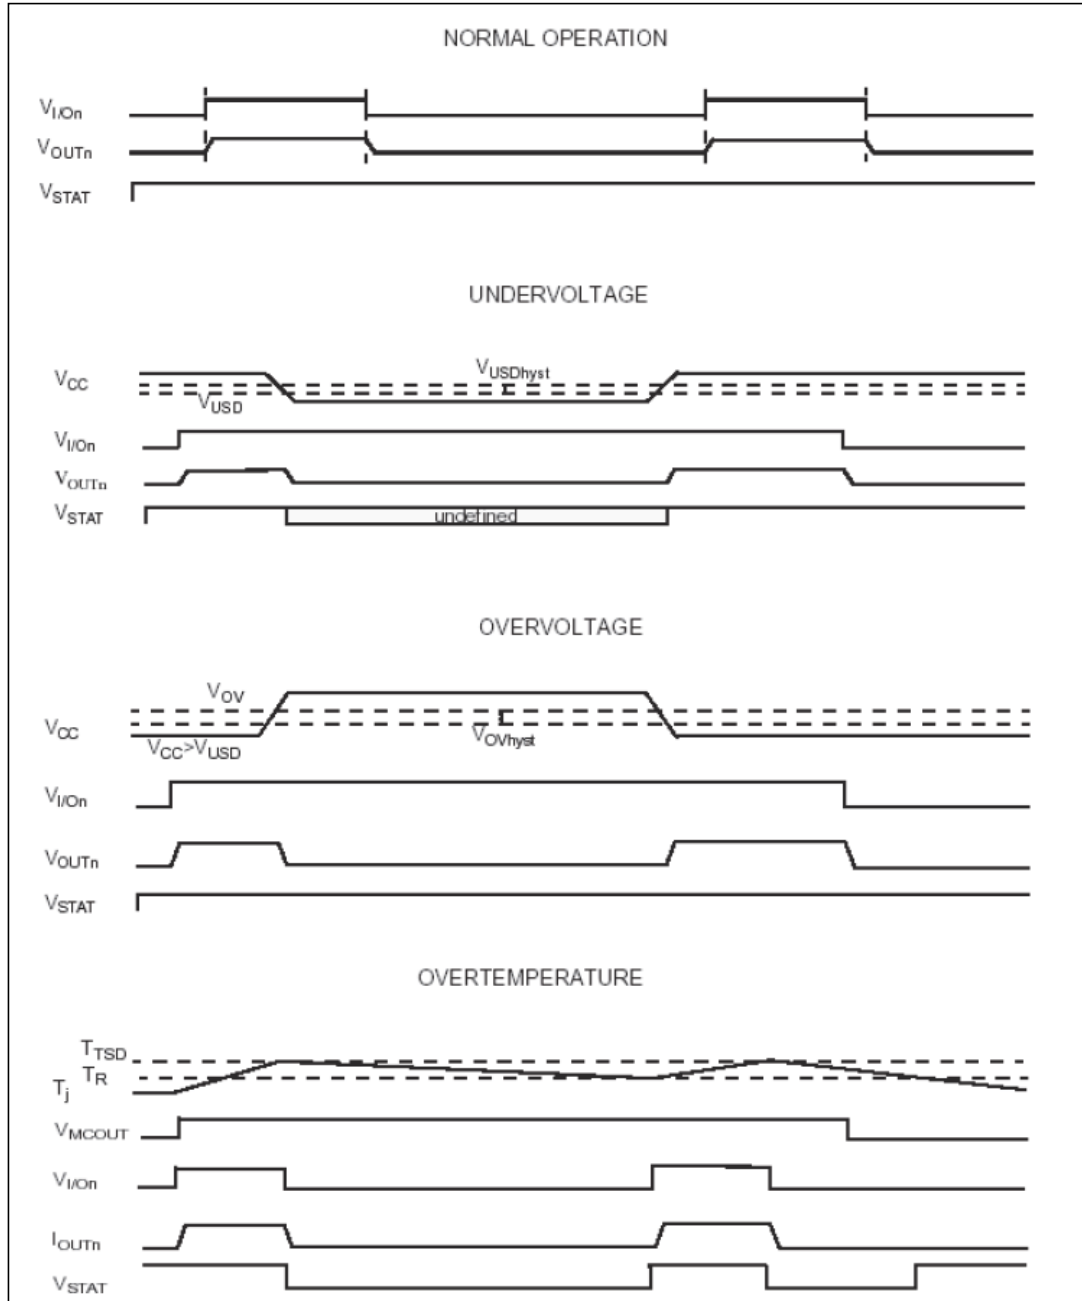 NORMAL OPERATION
VI/On
VOUTn
VSTAT
UNDERVOLTAGE
VCC
VUSDhyst
VUSD
VI/On
VOUTn
VSTAT
undefined
OVERVOLTAGE
VOV
VCC
VOVhyst
VCC>VUSD
VI/On
VOUTn
VSTAT
OVERTEMPERATURE
TTSD
TR
Tj
VMCOUT
VI/On
IOUTn
VSTAT